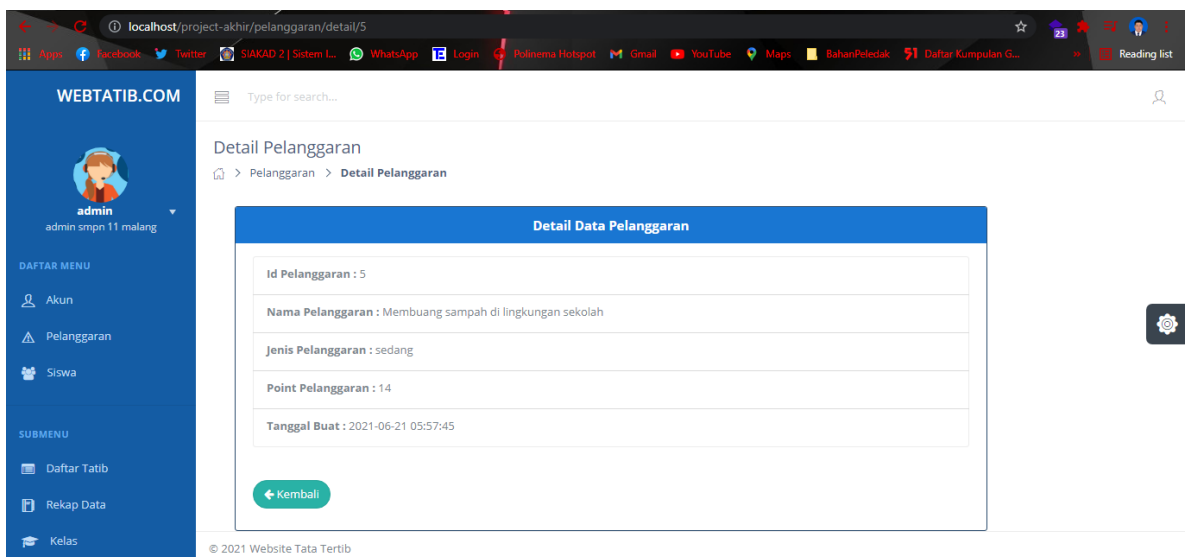 localhost/project-akhir/pelanggaran/detail/5
Apps Facebook Twitter SIAKAD 2 | Sistem I... WhatsApp Login Polinema Hotspot Gmail YouTube Maps BahanPeledak Daftar Kumpulan G... » Reading list
23
WEBTATIB.COM
Type for search...
admin
admin smpn 11 malang
DAFTAR MENU
Akun
Pelanggaran
Siswa
SUBMENU
Daftar Tatib
Rekap Data
Kelas
Detail Pelanggaran
> Pelanggaran > Detail Pelanggaran
Detail Data Pelanggaran
Id Pelanggaran : 5
Nama Pelanggaran : Membuang sampah di lingkungan sekolah
Jenis Pelanggaran : sedang
Point Pelanggaran : 14
Tanggal Buat : 2021-06-21 05:57:45
Kembali
© 2021 Website Tata Tertib